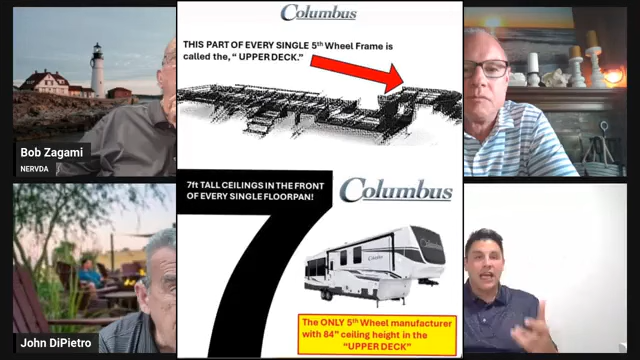 Columbus
THIS PART OF EVERY SINGLE 5th Wheel Frame is
called the, “ UPPER DECK.”
Bob Zagami
NERVDA
7ft TALL CEILINGS IN THE FRONT
OF EVERY SINGLE FLOORPAN!
Columbus
7
Columbus
The ONLY 5th Wheel manufacturer
with 84” ceiling height in the
“UPPER DECK”
John DiPietro